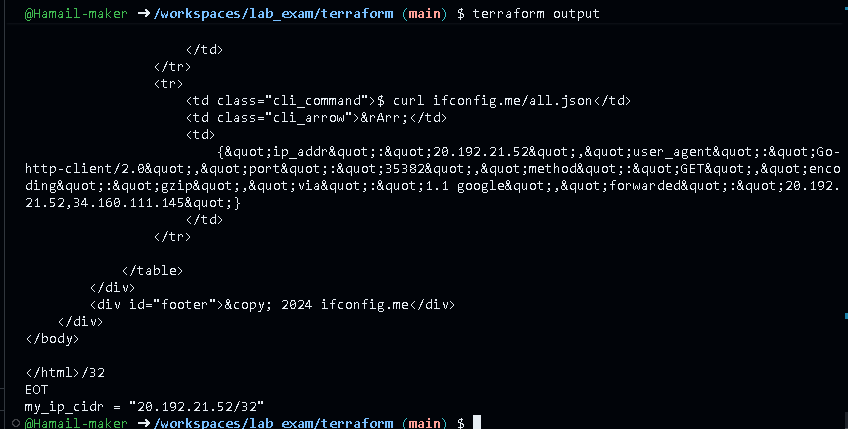 @Hamail-maker ➜ /workspaces/lab_exam/terraform (main) $ terraform output
</td>
</tr>
<tr>
<td class="cli_command">$ curl ifconfig.me/all.json</td>
<td class="cli_arrow">&rArr;</td>
<td>
{&quot;ip_addr&quot;:&quot;20.192.21.52&quot;,&quot;user_agent&quot;:&quot;Go-
http-client/2.0&quot;,&quot;port&quot;:&quot;35382&quot;,&quot;method&quot;:&quot;GET&quot;,&quot;enco
ding&quot;:&quot;gzip&quot;,&quot;via&quot;:&quot;1.1 google&quot;,&quot;forwarded&quot;:&quot;20.192.
21.52,34.160.111.145&quot;}
</td>
</tr>
</table>
</div>
<div id="footer">&copy; 2024 ifconfig.me</div>
</div>
</body>
</html>/32
EOT
my_ip_cidr = "20.192.21.52/32"
@Hamail-maker ➜ /workspaces/lab_exam/terraform (main) $